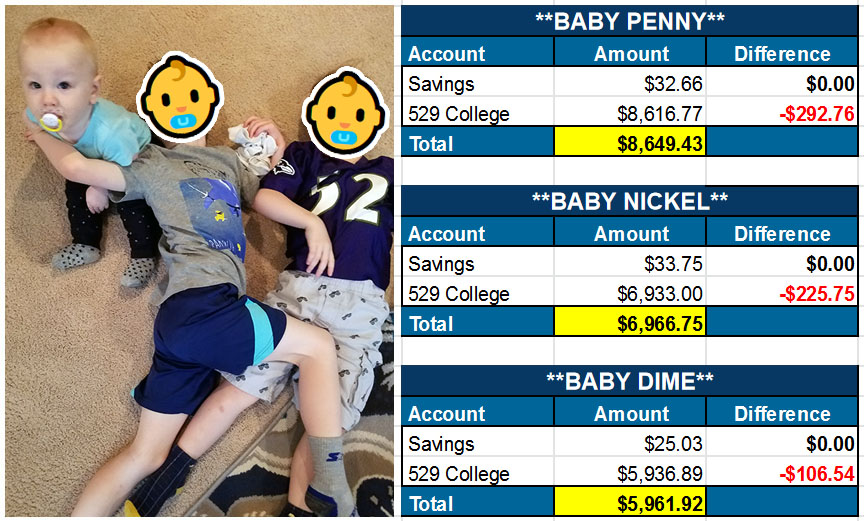 52
**BABY PENNY**
Account Amount Difference
Savings $32.66 $0.00
529 College $8,616.77 -$292.76
Total $8,649.43
**BABY NICKEL**
Account Amount Difference
Savings $33.75 $0.00
529 College $6,933.00 -$225.75
Total $6,966.75
**BABY DIME**
Account Amount Difference
Savings $25.03 $0.00
529 College $5,936.89 -$106.54
Total $5,961.92